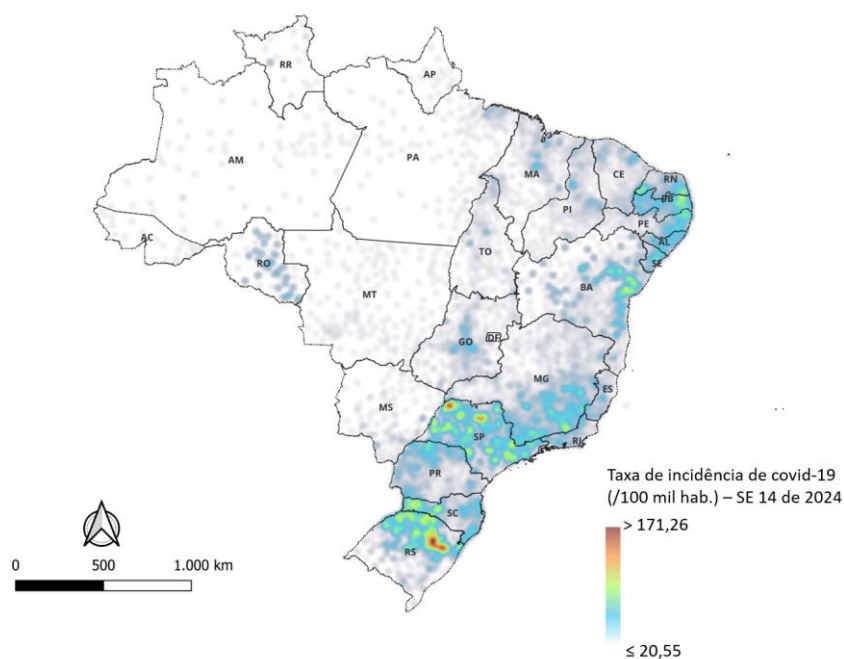 RR
AP
AM
PA
MA
CE
RN
PB
PI
PE
AL
SE
AC
TO
RO
BA
MT
GO
DF
MG
ES
MS
SP
RJ
PR
SC
RS
Taxa de incidência de covid-19
(/100 mil hab.) – SE 14 de 2024
> 171,26
≤ 20,55
0 500 1.000 km